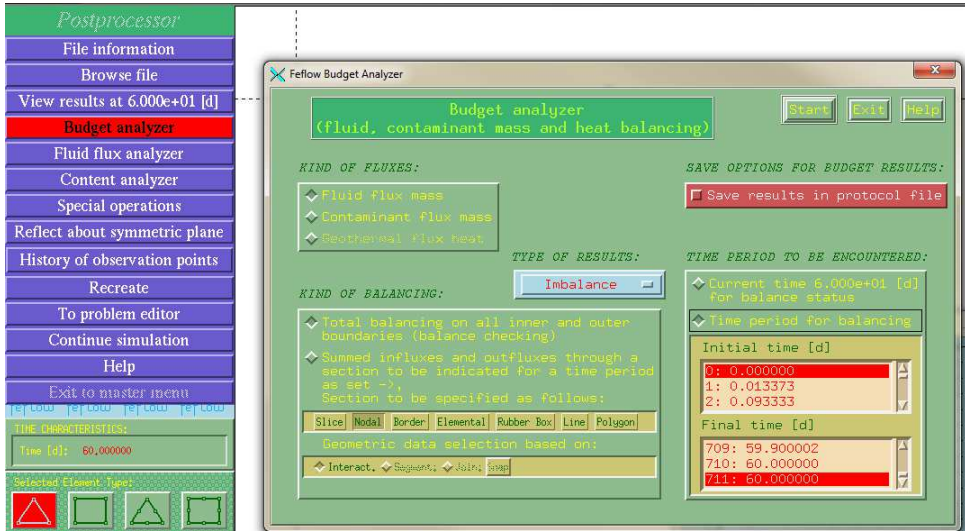 Postprocessor
File information
Browse file
View results at 6.000e+01 [d]
Budget analyzer
Fluid flux analyzer
Content analyzer
Special operations
Reflect about symmetric plane
History of observation points
Recreate
To problem editor
Continue simulation
Help
Exit to master menu
TIME CHARACTERISTICS:
Time [d]: 60.000000
Selected Element Type:
Feflow Budget Analyzer
Budget analyzer
(fluid, contaminant mass and heat balancing)
Start Exit Help
KIND OF FLUXES:
Fluid flux mass
Contaminant flux mass
Geothermal flux heat
SAVE OPTIONS FOR BUDGET RESULTS:
Save results in protocol file
TYPE OF RESULTS:
Imbalance
KIND OF BALANCING:
Total balancing on all inner and outer
boundaries (balance checking)
Summed influxes and outfluxes through a
section to be indicated for a time period
as set ->,
Section to be specified as follows:
Slice Nodal Border Elemental Rubber Box Line Polygon
Geometric data selection based on:
Interact. Segment: Join: Snap
TIME PERIOD TO BE ENCOUNTERED:
Current time 6.000e+01 [d]
for balance status
Time period for balancing
Initial time [d]
0: 0.000000
1: 0.013373
2: 0.093333
Final time [d]
709: 59.900002
710: 60.000000
711: 60.000000